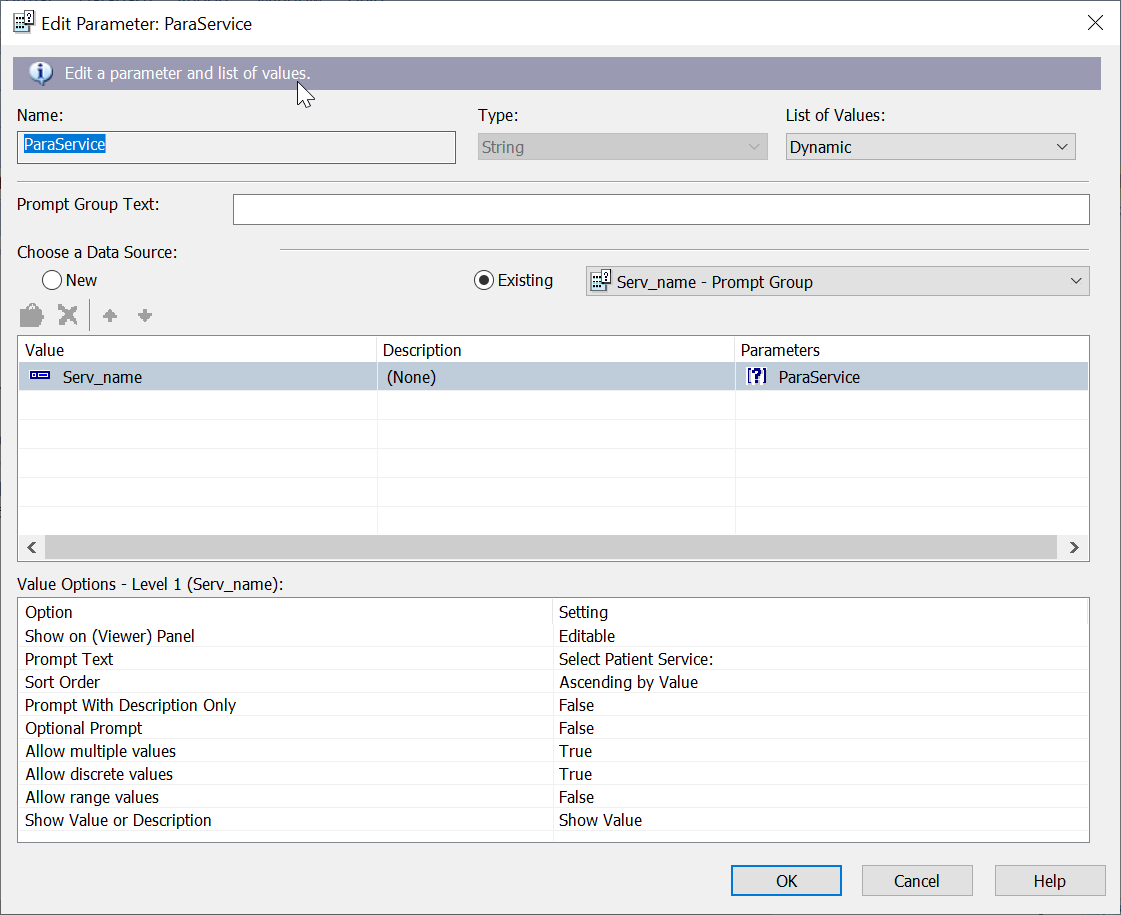 Edit Parameter: ParaService
Edit a parameter and list of values.
Name: Type: List of Values:
ParaService String Dynamic
Prompt Group Text:
Choose a Data Source:
New Existing Serv_name - Prompt Group
Value Description Parameters
Serv_name (None) [?] ParaService
Value Options - Level 1 (Serv_name):
Option Setting
Show on (Viewer) Panel Editable
Prompt Text Select Patient Service:
Sort Order Ascending by Value
Prompt With Description Only False
Optional Prompt False
Allow multiple values True
Allow discrete values True
Allow range values False
Show Value or Description Show Value
OK Cancel Help